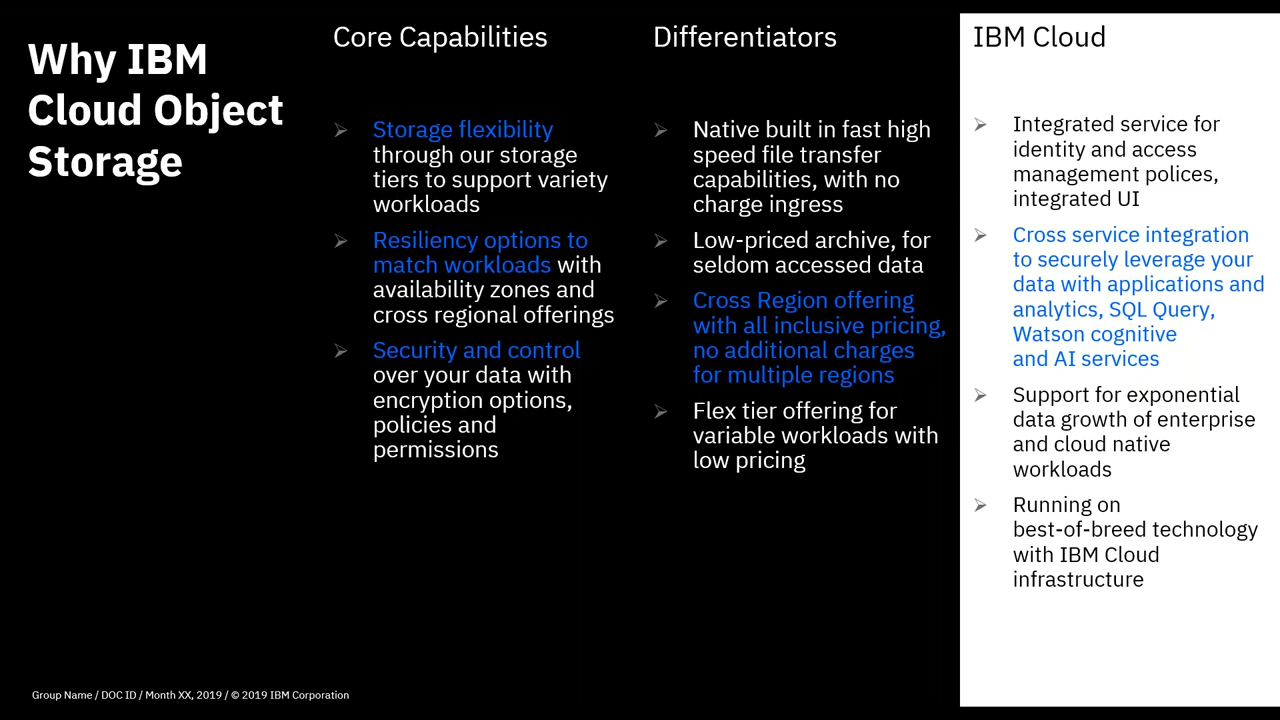 Why IBM
Cloud Object
Storage
Core Capabilities
Storage flexibility
through our storage
tiers to support variety
workloads
Resiliency options to
match workloads with
availability zones and
cross regional offerings
Security and control
over your data with
encryption options,
policies and
permissions
Differentiators
Native built in fast high
speed file transfer
capabilities, with no
charge ingress
Low-priced archive, for
seldom accessed data
Cross Region offering
with all inclusive pricing,
no additional charges
for multiple regions
Flex tier offering for
variable workloads with
low pricing
IBM Cloud
Integrated service for
identity and access
management polices,
integrated UI
Cross service integration
to securely leverage your
data with applications and
analytics, SQL Query,
Watson cognitive
and AI services
Support for exponential
data growth of enterprise
and cloud native
workloads
Running on
best-of-breed technology
with IBM Cloud
infrastructure
Group Name / DOC ID / Month XX, 2019 / © 2019 IBM Corporation